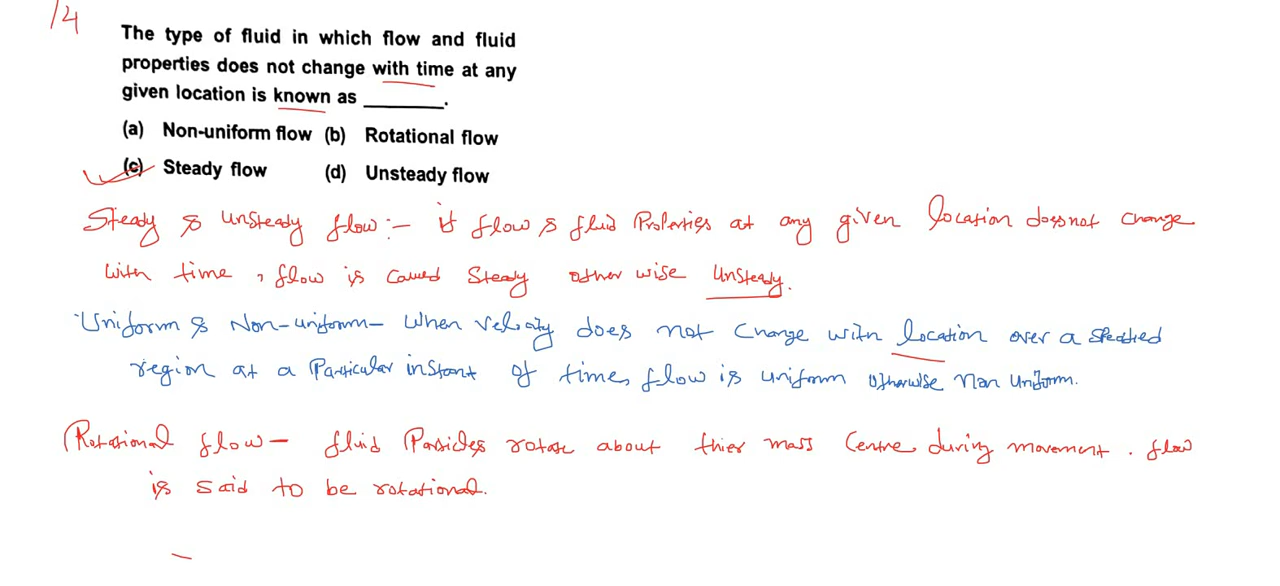 14
The type of fluid in which flow and fluid
properties does not change with time at any
given location is known as ________.
(a) Non-uniform flow (b) Rotational flow
(c) Steady flow (d) Unsteady flow
Steady & unsteady flow:- if flow & fluid Properties at any given location does not change
with time, flow is called Steady otherwise Unsteady.
Uniform & Non-uniform- When Velocity does not change with location over a specified
region at a Particular instant of time, flow is uniform otherwise Non Uniform.
Rotational flow- fluid Particles rotate about thier mass Centre during movement. flow
is said to be rotational.